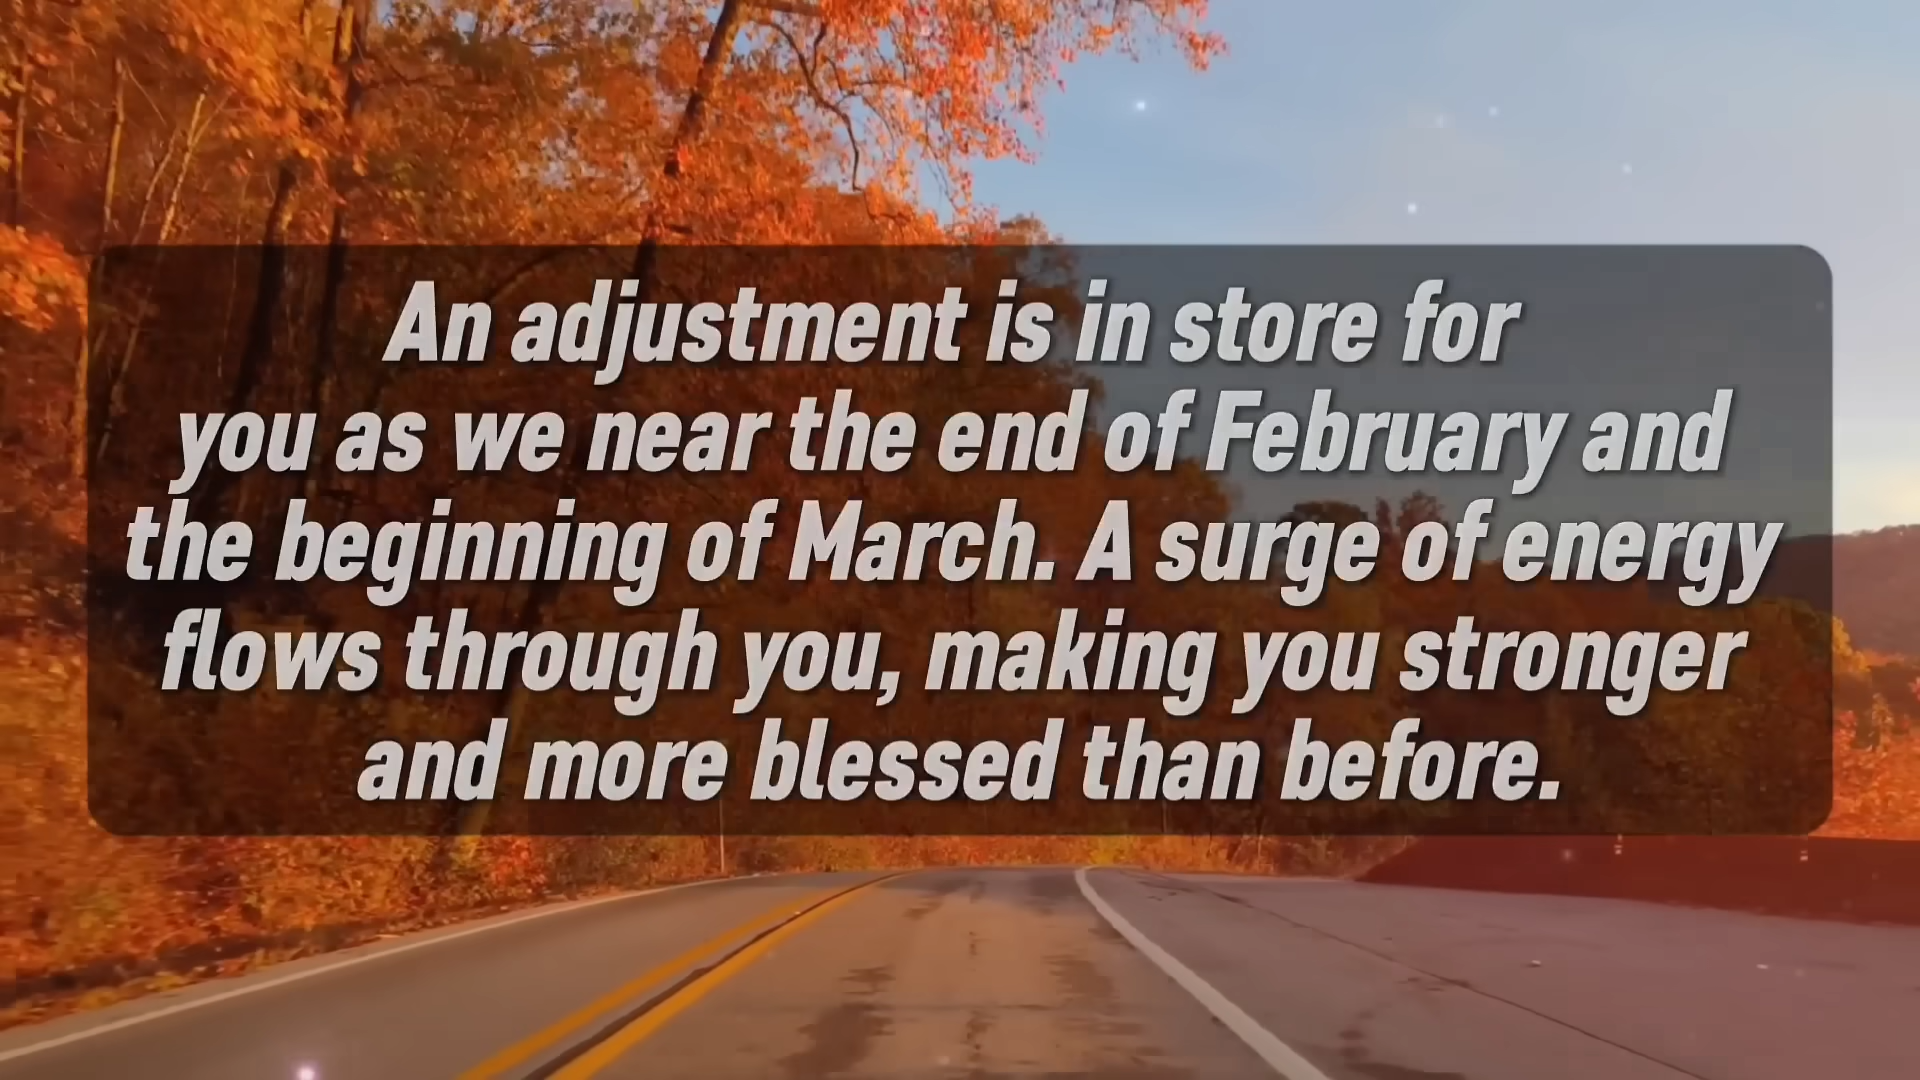 An adjustment is in store for
you as we near the end of February and
the beginning of March. A surge of energy
flows through you, making you stronger
and more blessed than before.